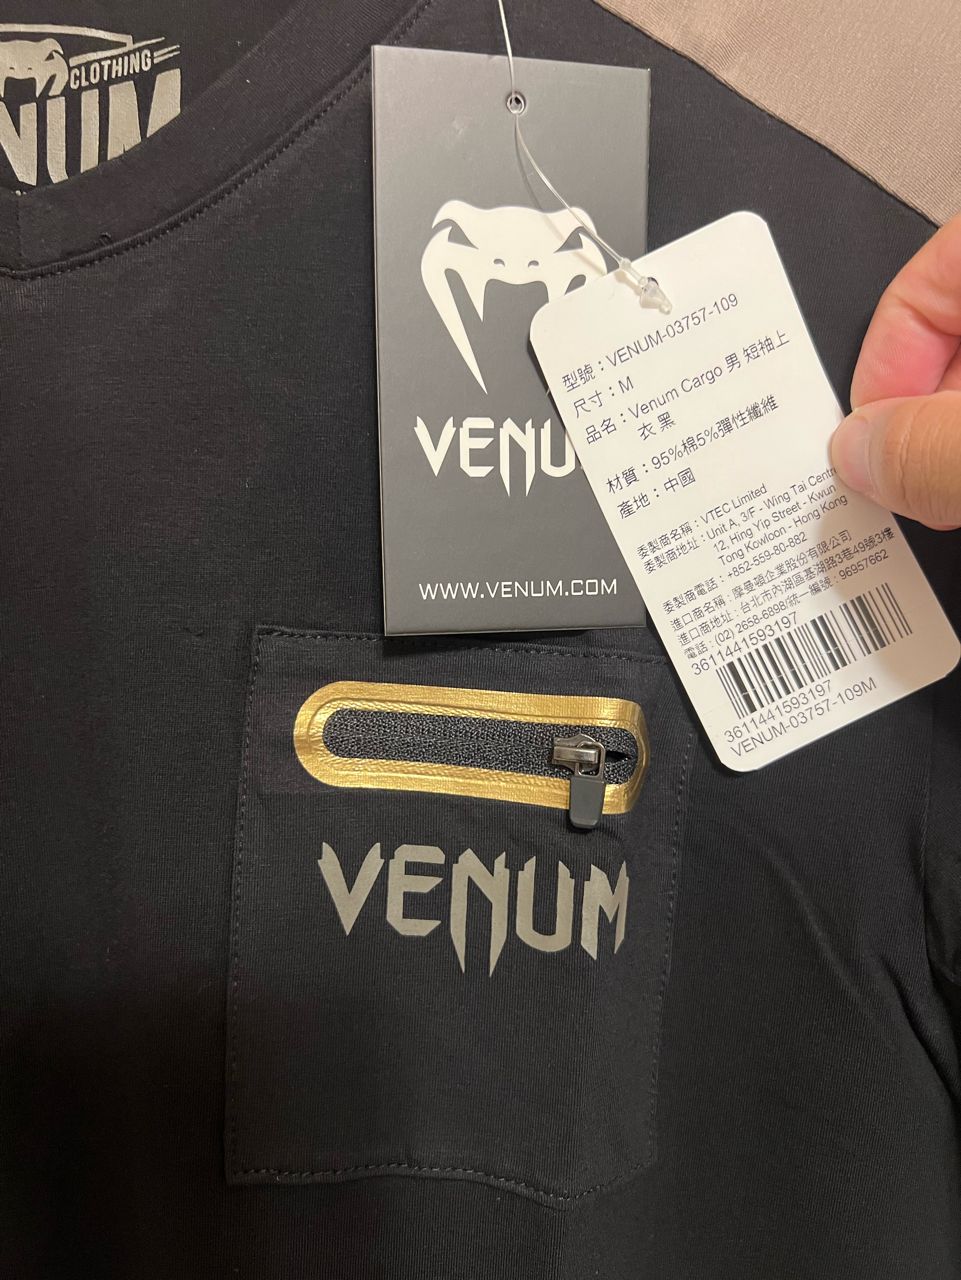 CLOTHING
VENUM
WWW.VENUM.COM
型號：VENUM-03757-109
尺寸：M
品名：Venum Cargo 男 短袖上
衣 黑
材質：95%棉5%彈性纖維
產地：中國
委製商名稱：VTEC Limited
委製商地址：Unit A, 3/F - Wing Tai Centre
12, Hing Yip Street - Kwun
Tong Kowloon - Hong Kong
委製商電話：+852-559-80-882
進口商名稱：摩曼頓企業股份有限公司
進口商地址：台北市內湖區基湖路3巷49號3樓
電話：(02) 2658-6898/統一編號：96957662
3611441593197
3611441593197
VENUM-03757-109M
VENUM